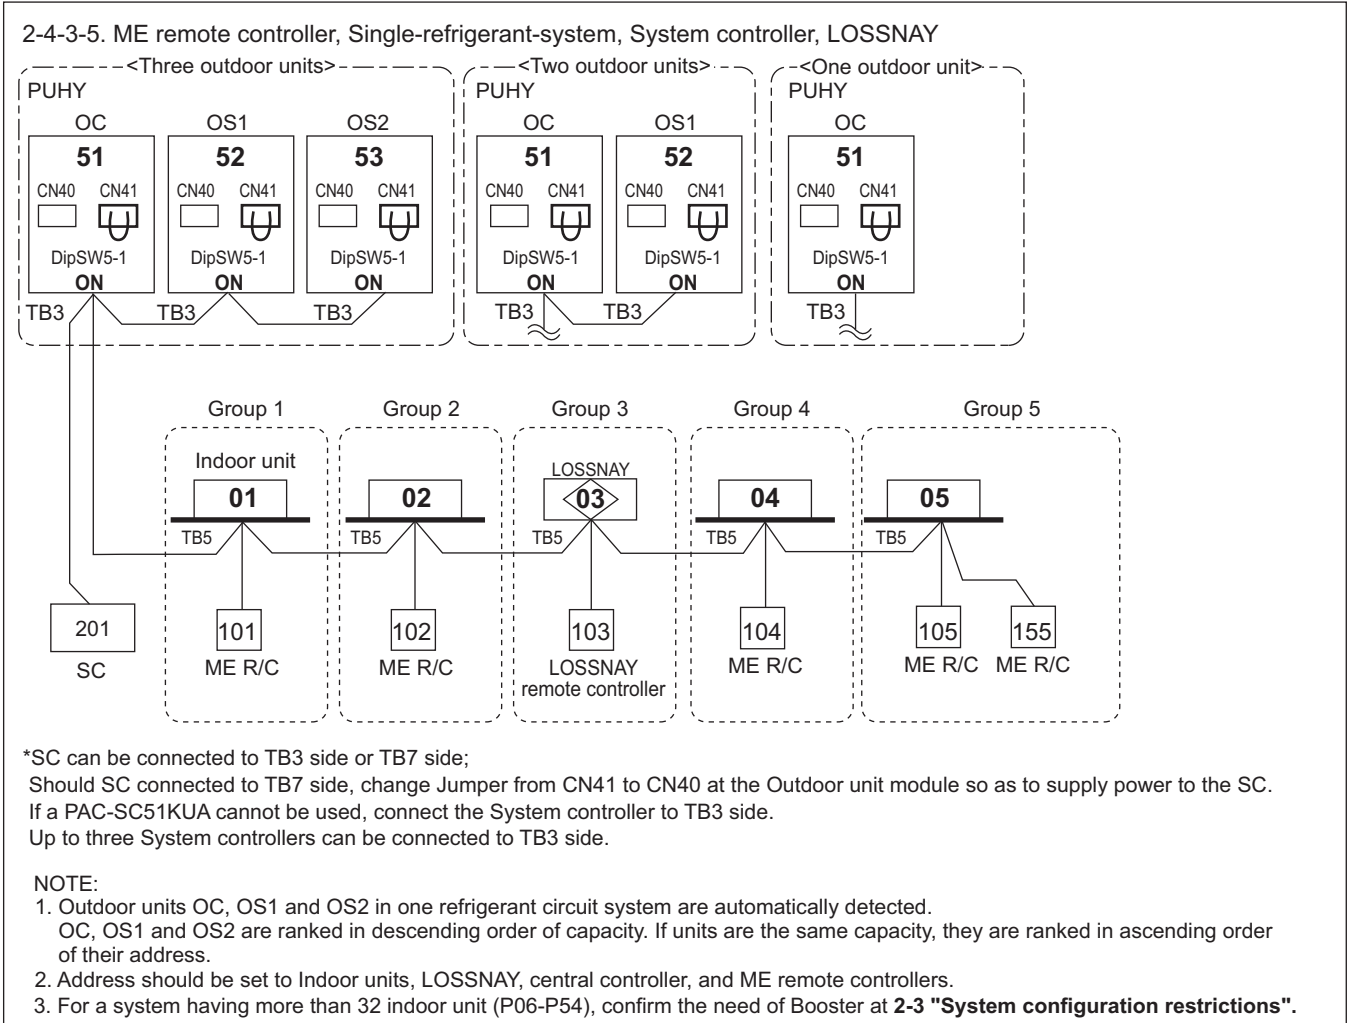 2-4-3-5. ME remote controller, Single-refrigerant-system, System controller, LOSSNAY
<Three outdoor units> <Two outdoor units> <One outdoor unit>
PUHY PUHY PUHY
OC OS1 OS2 OC OS1 OC
51 52 53 51 52 51
CN40 CN41 CN40 CN41 CN40 CN41 CN40 CN41 CN40 CN41 CN40 CN41
DipSW5-1 DipSW5-1 DipSW5-1 DipSW5-1 DipSW5-1 DipSW5-1
ON ON ON ON ON ON
TB3 TB3 TB3 TB3 TB3 TB3
Group 1 Group 2 Group 3 Group 4 Group 5
Indoor unit LOSSNAY
01 02 03 04 05
TB5 TB5 TB5 TB5 TB5
201 101 102 103 104 105 155
SC ME R/C ME R/C LOSSNAY ME R/C ME R/C ME R/C
remote controller
*SC can be connected to TB3 side or TB7 side;
Should SC connected to TB7 side, change Jumper from CN41 to CN40 at the Outdoor unit module so as to supply power to the SC.
If a PAC-SC51KUA cannot be used, connect the System controller to TB3 side.
Up to three System controllers can be connected to TB3 side.
NOTE:
1. Outdoor units OC, OS1 and OS2 in one refrigerant circuit system are automatically detected.
OC, OS1 and OS2 are ranked in descending order of capacity. If units are the same capacity, they are ranked in ascending order
of their address.
2. Address should be set to Indoor units, LOSSNAY, central controller, and ME remote controllers.
3. For a system having more than 32 indoor unit (P06-P54), confirm the need of Booster at 2-3 "System configuration restrictions".